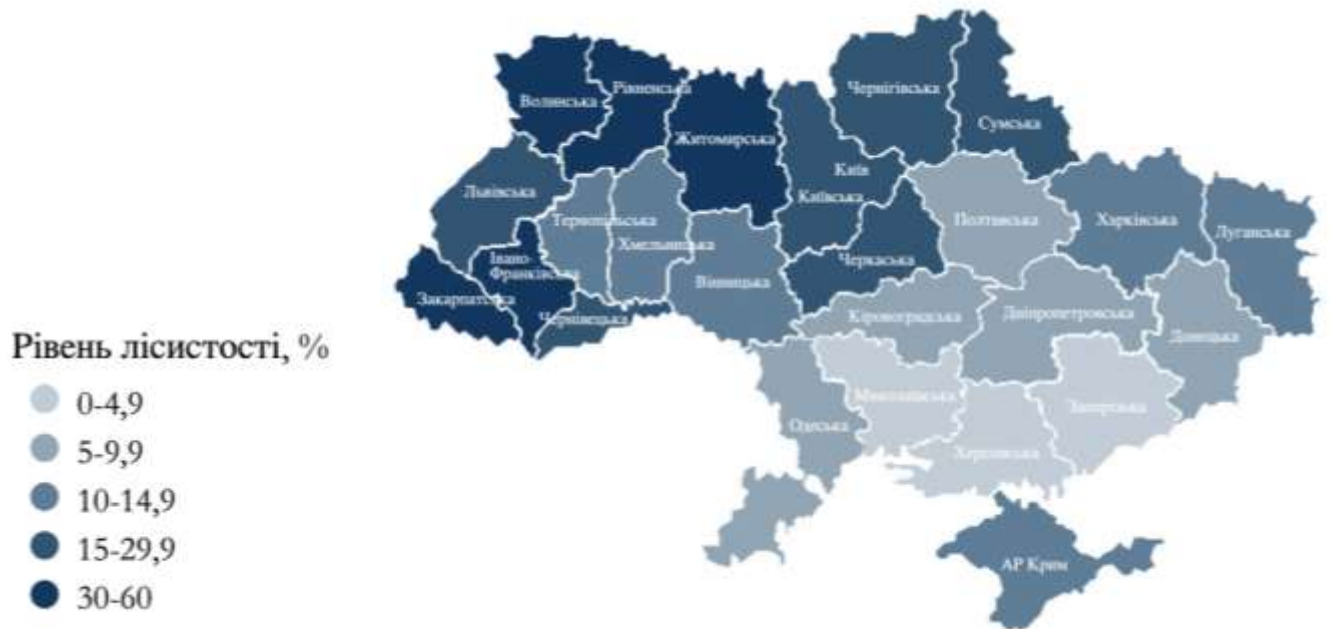 Волинська
Рівненська
Житомирська
Чернігівська
Сумська
Київ
Київська
Львівська
Тернопільська
Хмельницька
Вінницька
Черкаська
Полтавська
Харківська
Луганська
Івано-
Франківська
Закарпатська
Чернівецька
Кіровоградська
Дніпропетровська
Донецька
Одеська
Миколаївська
Херсонська
Запорізька
АР Крим
Рівень лісистості, %
0-4,9
5-9,9
10-14,9
15-29,9
30-60